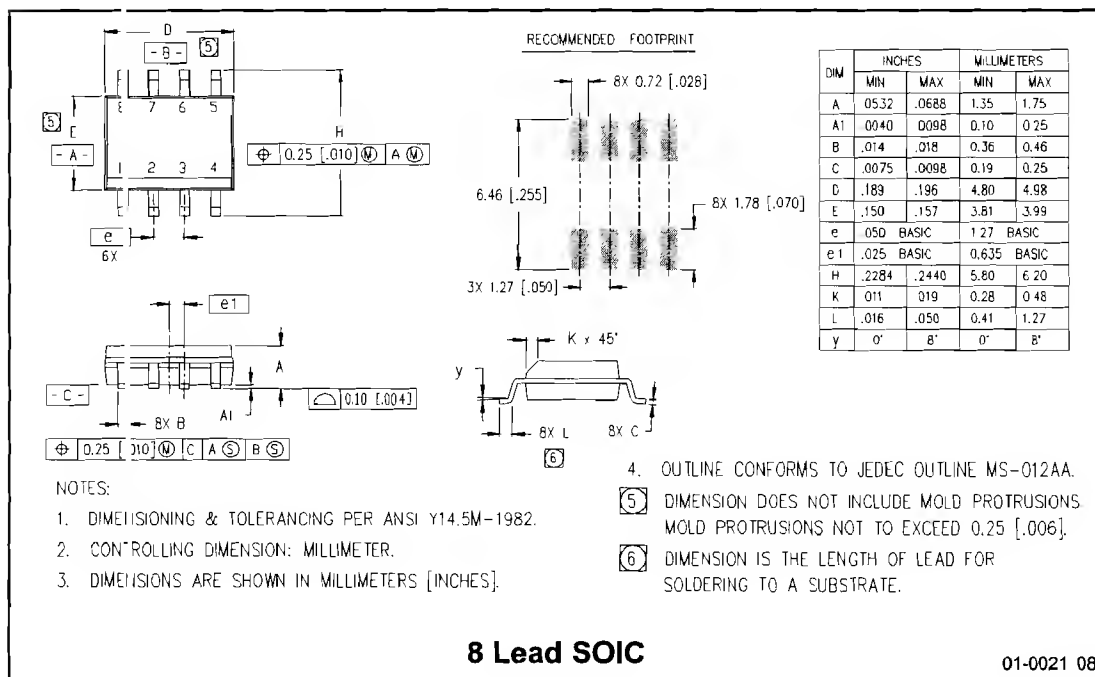 D
- B -
5
8 7 6 5
5
E
- A -
H
⌖ 0.25 [.010] Ⓜ A Ⓜ
1 2 3 4
e
6X
RECOMMENDED FOOTPRINT
8X 0.72 [.028]
6.46 [.255]
8X 1.78 [.070]
3X 1.27 [.050]
DIM INCHES MILLIMETERS
MIN MAX MIN MAX
A .0532 .0688 1.35 1.75
A1 .0040 .0098 0.10 0.25
B .014 .018 0.36 0.46
C .0075 .0098 0.19 0.25
D .189 .196 4.80 4.98
E .150 .157 3.81 3.99
e .050 BASIC 1.27 BASIC
e1 .025 BASIC 0.635 BASIC
H .2284 .2440 5.80 6.20
K .011 .019 0.28 0.48
L .016 .050 0.41 1.27
y 0° 8° 0° 8°
e1
A
- C -
8X B
A1
0.10 [.004]
⌖ 0.25 [.010] Ⓜ C A Ⓢ B Ⓢ
K x 45°
y
8X L
8X C
6
NOTES:
1. DIMENSIONING & TOLERANCING PER ANSI Y14.5M-1982.
2. CONTROLLING DIMENSION: MILLIMETER.
3. DIMENSIONS ARE SHOWN IN MILLIMETERS [INCHES].
4. OUTLINE CONFORMS TO JEDEC OUTLINE MS-012AA.
5 DIMENSION DOES NOT INCLUDE MOLD PROTRUSIONS
MOLD PROTRUSIONS NOT TO EXCEED 0.25 [.006].
6 DIMENSION IS THE LENGTH OF LEAD FOR
SOLDERING TO A SUBSTRATE.
8 Lead SOIC
01-0021 08